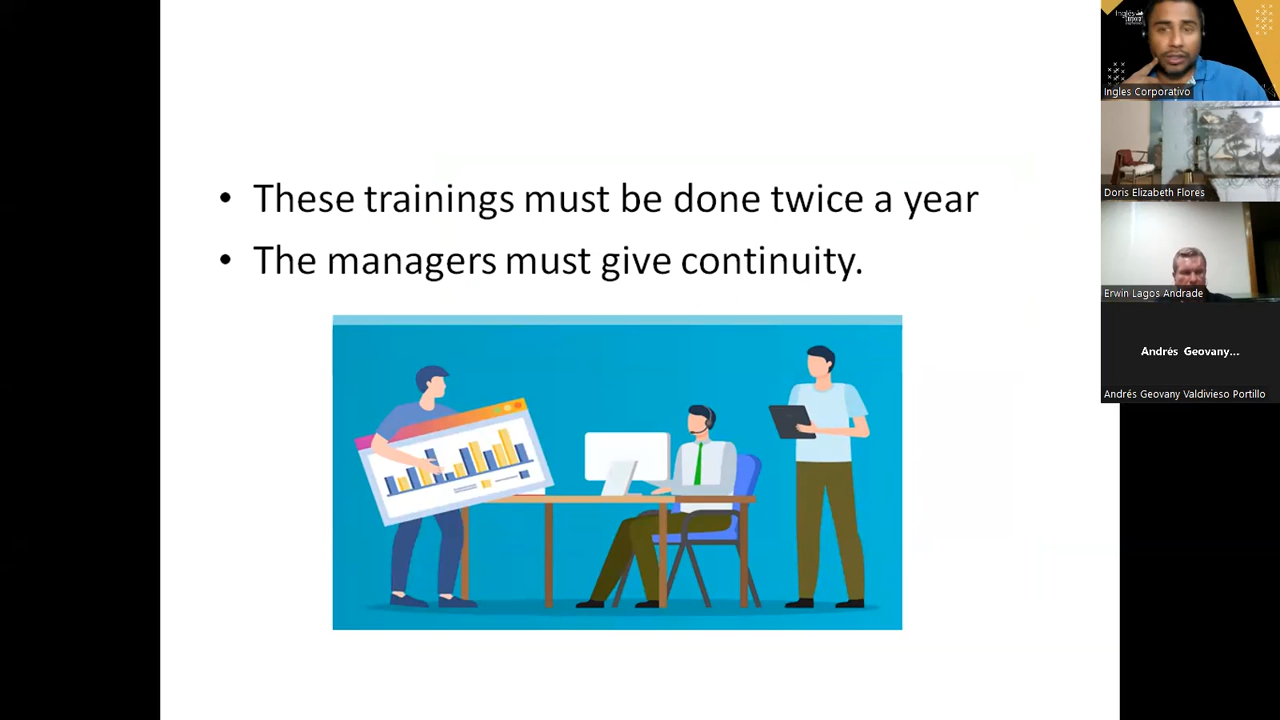 • These trainings must be done twice a year
• The managers must give continuity.
Inglés
Ingles Corporativo
Doris Elizabeth Flores
Erwin Lagos Andrade
Andrés Geovany...
Andrés Geovany Valdivieso Portillo